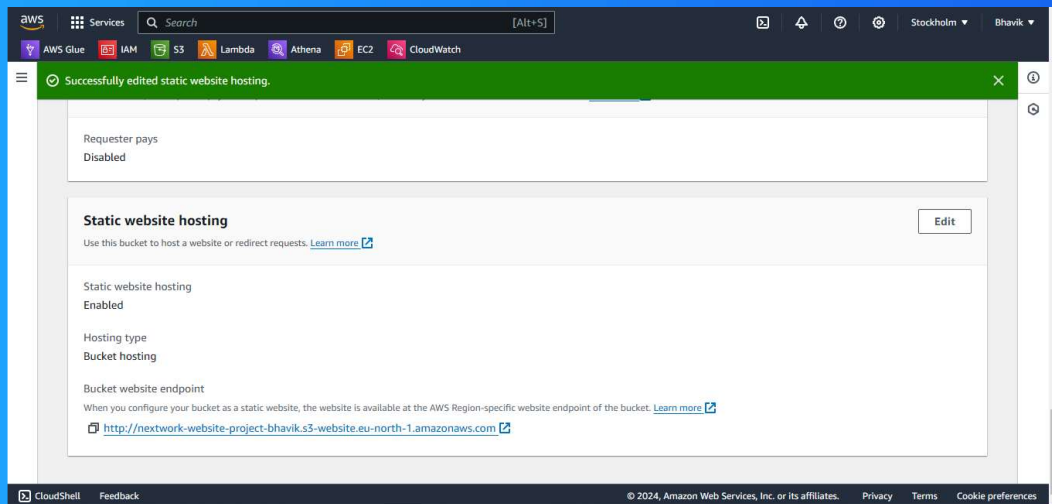 aws
Services
Search
[Alt+S]
Stockholm
Bhavik
AWS Glue
IAM
S3
Lambda
Athena
EC2
CloudWatch
Successfully edited static website hosting.
Requester pays
Disabled
Static website hosting
Edit
Use this bucket to host a website or redirect requests. Learn more
Static website hosting
Enabled
Hosting type
Bucket hosting
Bucket website endpoint
When you configure your bucket as a static website, the website is available at the AWS Region-specific website endpoint of the bucket. Learn more
http://nextwork-website-project-bhavik.s3-website.eu-north-1.amazonaws.com
CloudShell
Feedback
© 2024, Amazon Web Services, Inc. or its affiliates.
Privacy
Terms
Cookie preferences